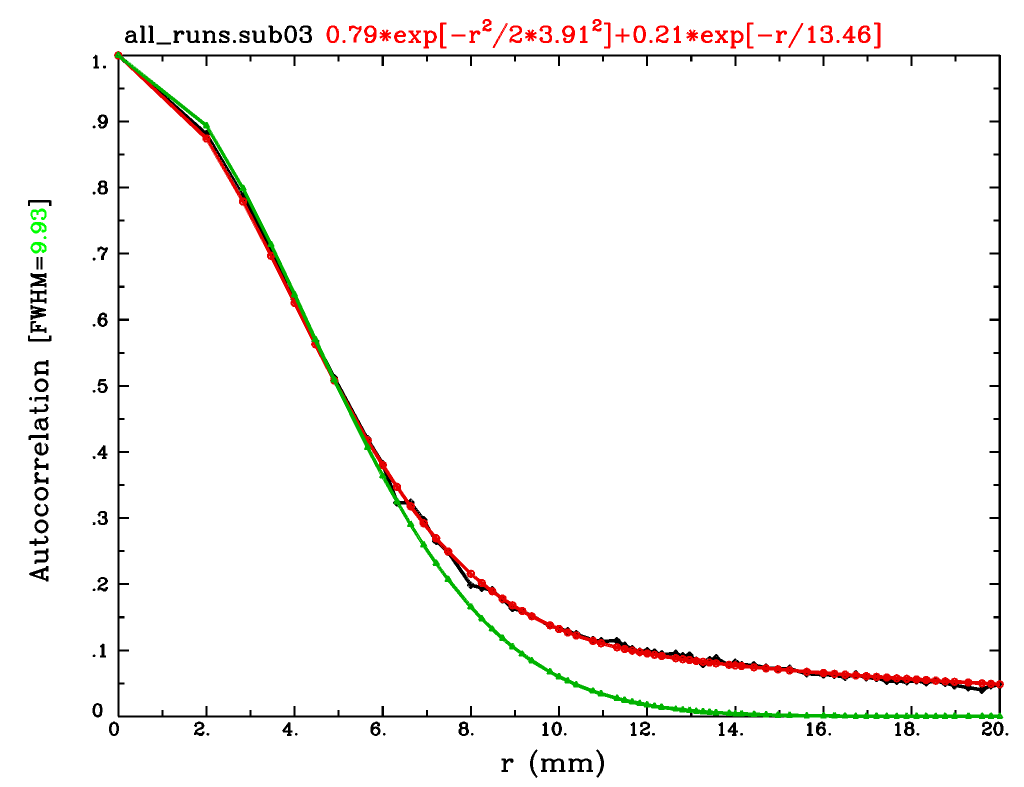 all_runs.sub03 0.79*exp[-r²/2*3.91²]+0.21*exp[-r/13.46]
1.
.9
.8
.7
.6
.5
.4
.3
.2
.1
0
Autocorrelation [FWHM=9.93]
0. 2. 4. 6. 8. 10. 12. 14. 16. 18. 20.
r (mm)